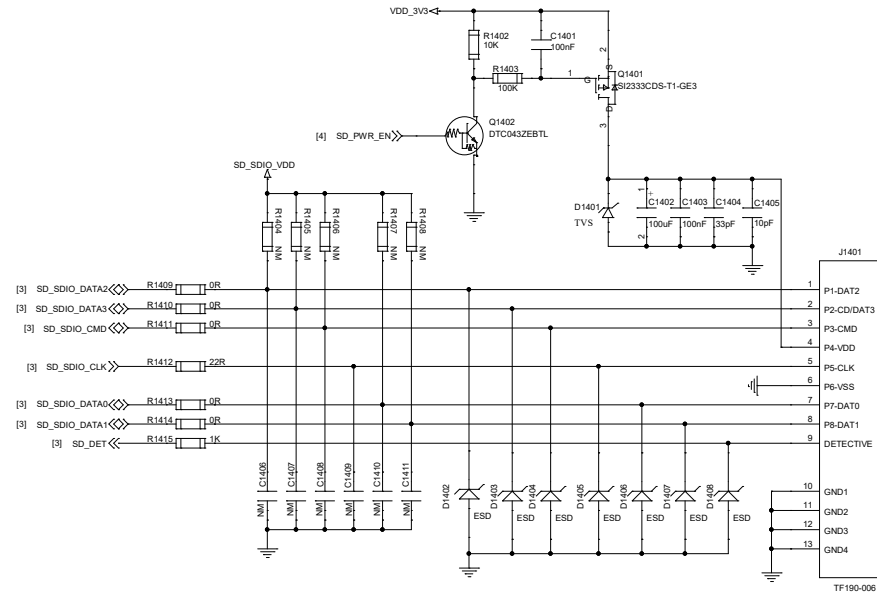 VDD_3V3
R1402
10K
C1401
100nF
R1403
100K
1
2
S
G
Q1401
SI2333CDS-T1-GE3
D
3
[4] SD_PWR_EN
Q1402
DTC043ZEBTL
SD_SDIO_VDD
R1404 NM
R1405 NM
R1406 NM
R1407 NM
R1408 NM
D1401
TVS
1
+
2
C1402
100uF
C1403
100nF
C1404
33pF
C1405
10pF
J1401
[3] SD_SDIO_DATA2 R1409 0R
1 P1-DAT2
[3] SD_SDIO_DATA3 R1410 0R
2 P2-CD/DAT3
[3] SD_SDIO_CMD R1411 0R
3 P3-CMD
4 P4-VDD
[3] SD_SDIO_CLK R1412 22R
5 P5-CLK
6 P6-VSS
[3] SD_SDIO_DATA0 R1413 0R
7 P7-DAT0
[3] SD_SDIO_DATA1 R1414 0R
8 P8-DAT1
[3] SD_DET R1415 1K
9 DETECTIVE
C1406 NM
C1407 NM
C1408 NM
C1409 NM
C1410 NM
C1411 NM
D1402 ESD
D1403 ESD
D1404 ESD
D1405 ESD
D1406 ESD
D1407 ESD
D1408 ESD
10 GND1
11 GND2
12 GND3
13 GND4
TF190-006